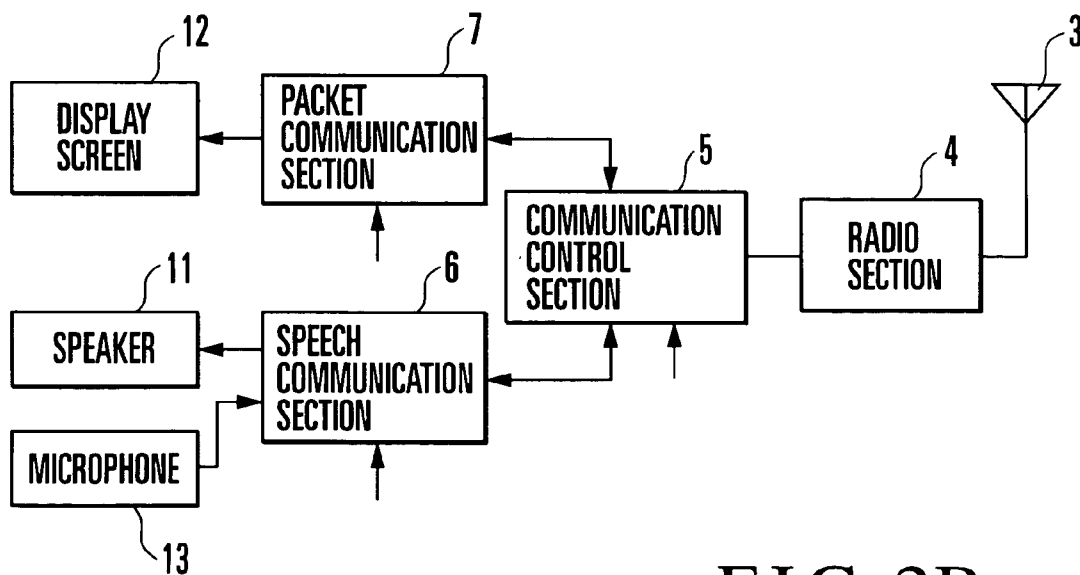 12
7
3
DISPLAY
SCREEN
PACKET
COMMUNICATION
SECTION
5
4
COMMUNICATION
CONTROL
SECTION
RADIO
SECTION
11
6
SPEAKER
SPEECH
COMMUNICATION
SECTION
MICROPHONE
13